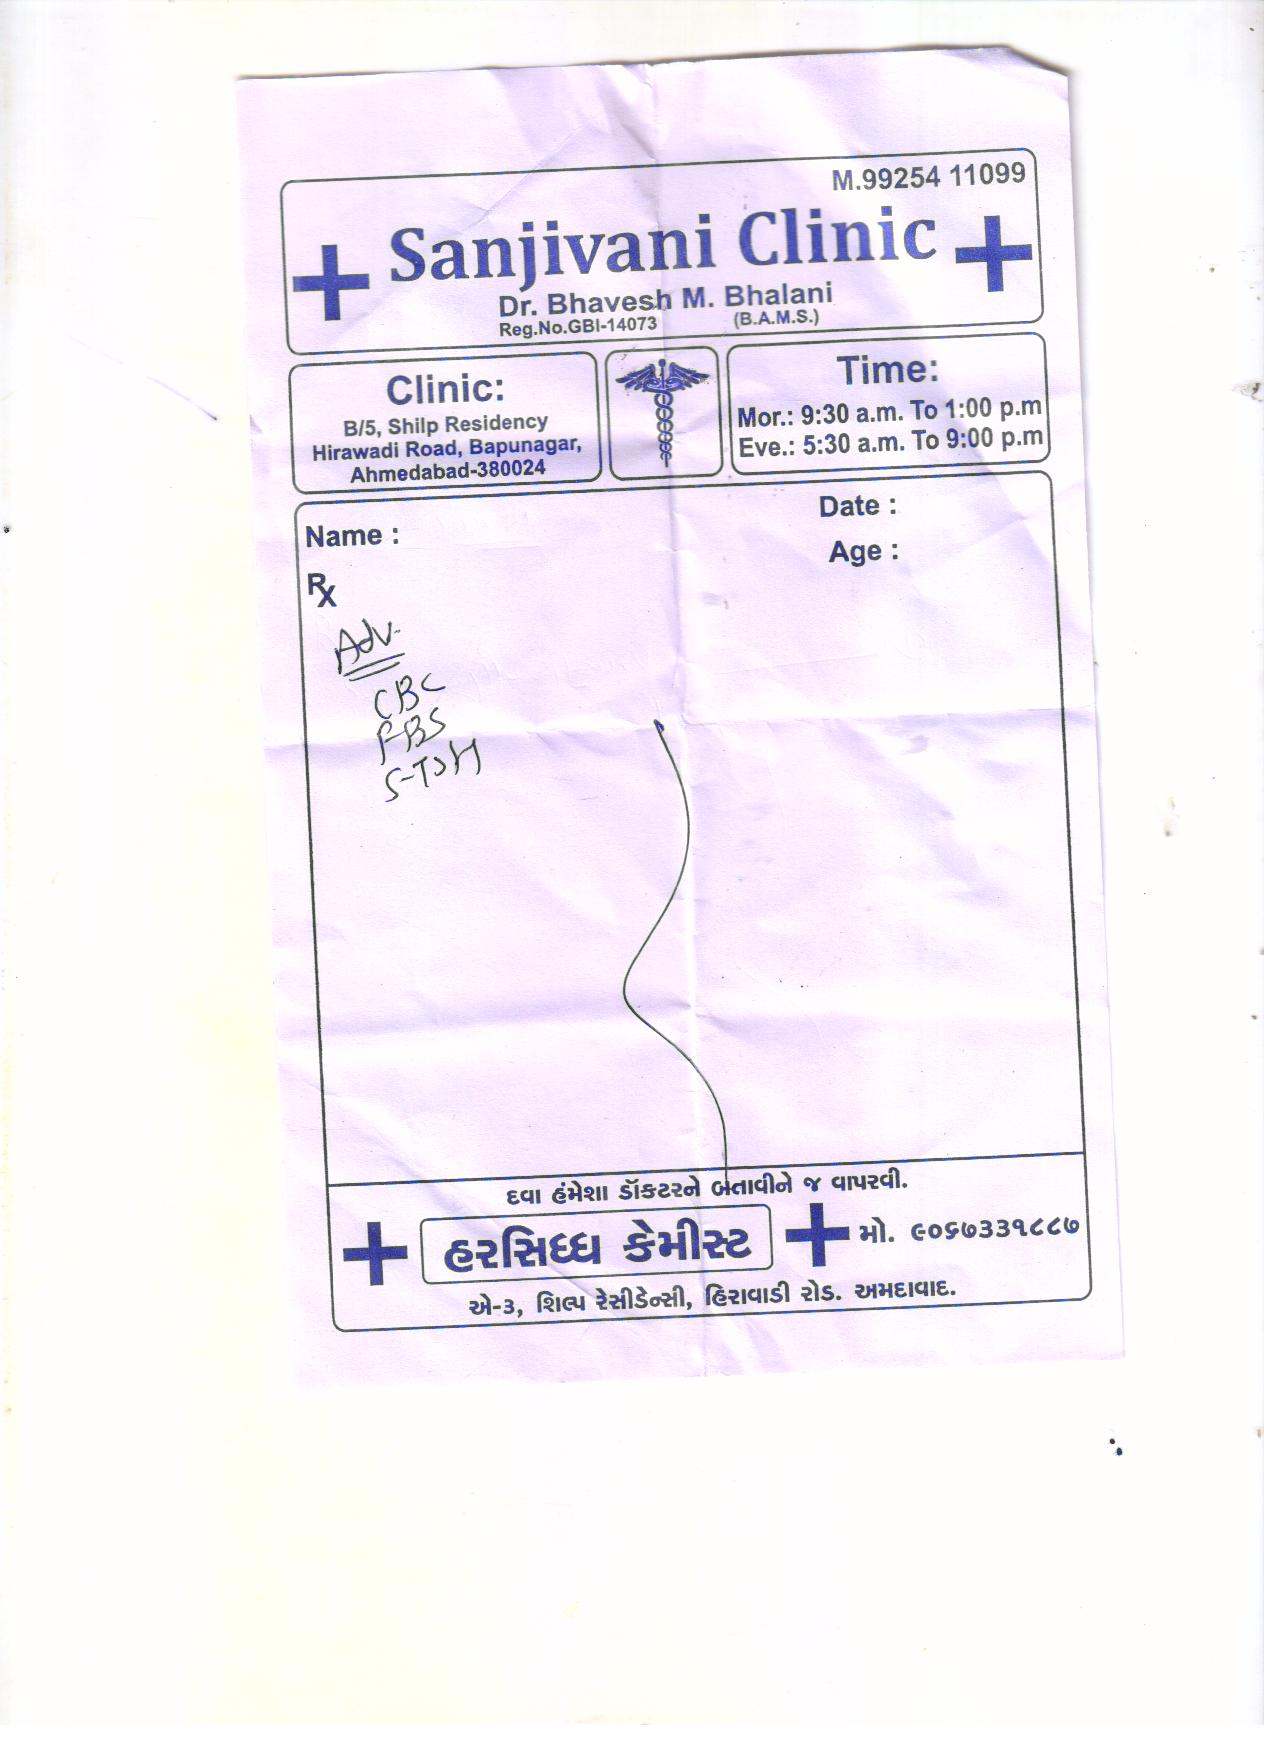 M.99254 11099
Sanjivani Clinic
Dr. Bhavesh M. Bhalani
Reg.No.GBI-14073 (B.A.M.S.)
Clinic:
B/5, Shilp Residency
Hirawadi Road, Bapunagar,
Ahmedabad-380024
Time:
Mor.: 9:30 a.m. To 1:00 p.m
Eve.: 5:30 a.m. To 9:00 p.m
Date :
Name :
Age :
Rx
Adv.
CBC
FBS
S-TSH
દવા હંમેશા ડૉકટરને બતાવીને જ વાપરવી.
હરસિધ્ધ કેમીસ્ટ
મો. ૯૦૬૭૩૩૧૮૮૭
એ-૩, શિલ્પ રેસીડેન્સી, હિરાવાડી રોડ. અમદાવાદ.